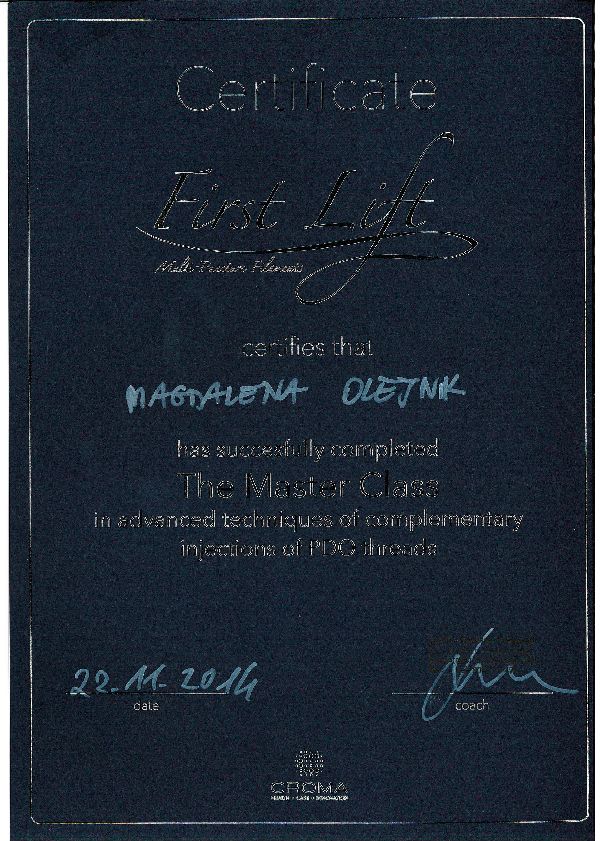 Certificate
First Lift
certifies that
MAGDALENA OLEJNIK
has succesfully completed
The Master Class
in advanced techniques of complementary
injections of PDO threads
22.11.2014
date
coach
CROMA